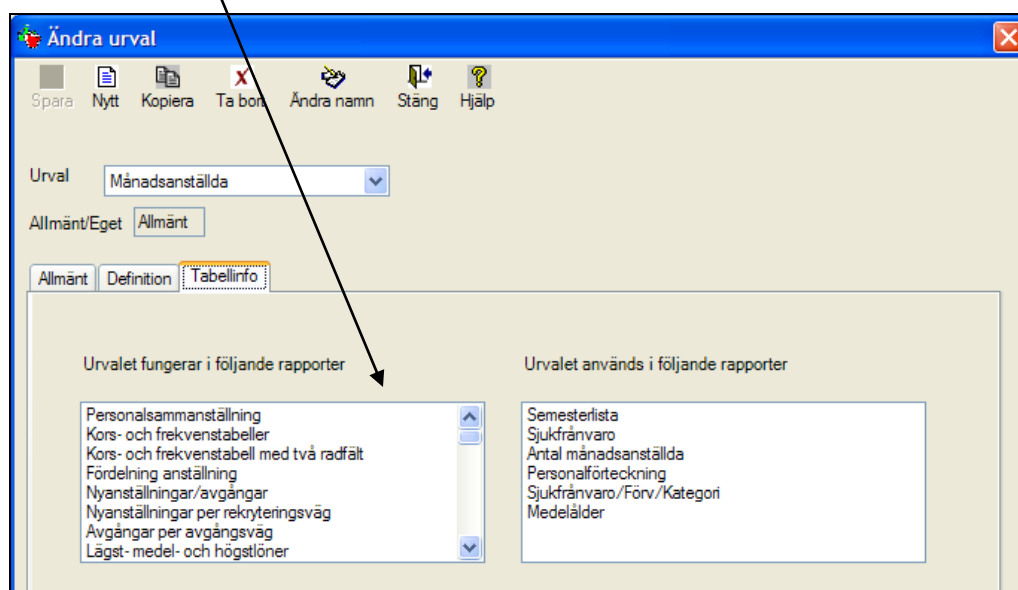 Ändra urval
Spara Nytt Kopiera Ta bort Ändra namn Stäng Hjälp
Urval Månadsanställda
Allmänt/Eget Allmänt
Allmänt Definition Tabellinfo
Urvalet fungerar i följande rapporter
Personalsammanställning
Kors- och frekvenstabeller
Kors- och frekvenstabell med två radfält
Fördelning anställning
Nyanställningar/avgångar
Nyanställningar per rekryteringsväg
Avgångar per avgångsväg
Lägst- medel- och högstlöner
Urvalet används i följande rapporter
Semesterlista
Sjukfrånvaro
Antal månadsanställda
Personalförteckning
Sjukfrånvaro/Förv/Kategori
Medelålder